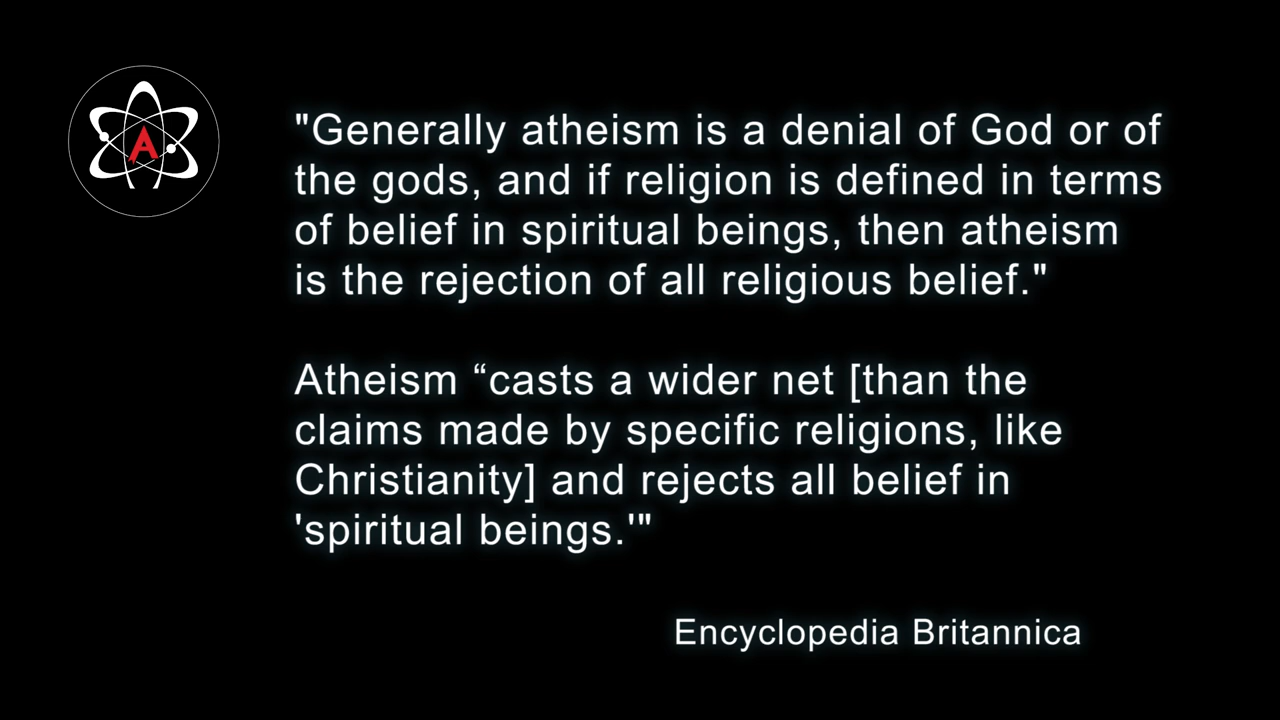 A
"Generally atheism is a denial of God or of
the gods, and if religion is defined in terms
of belief in spiritual beings, then atheism
is the rejection of all religious belief."
Atheism “casts a wider net [than the
claims made by specific religions, like
Christianity] and rejects all belief in
'spiritual beings.'"
Encyclopedia Britannica